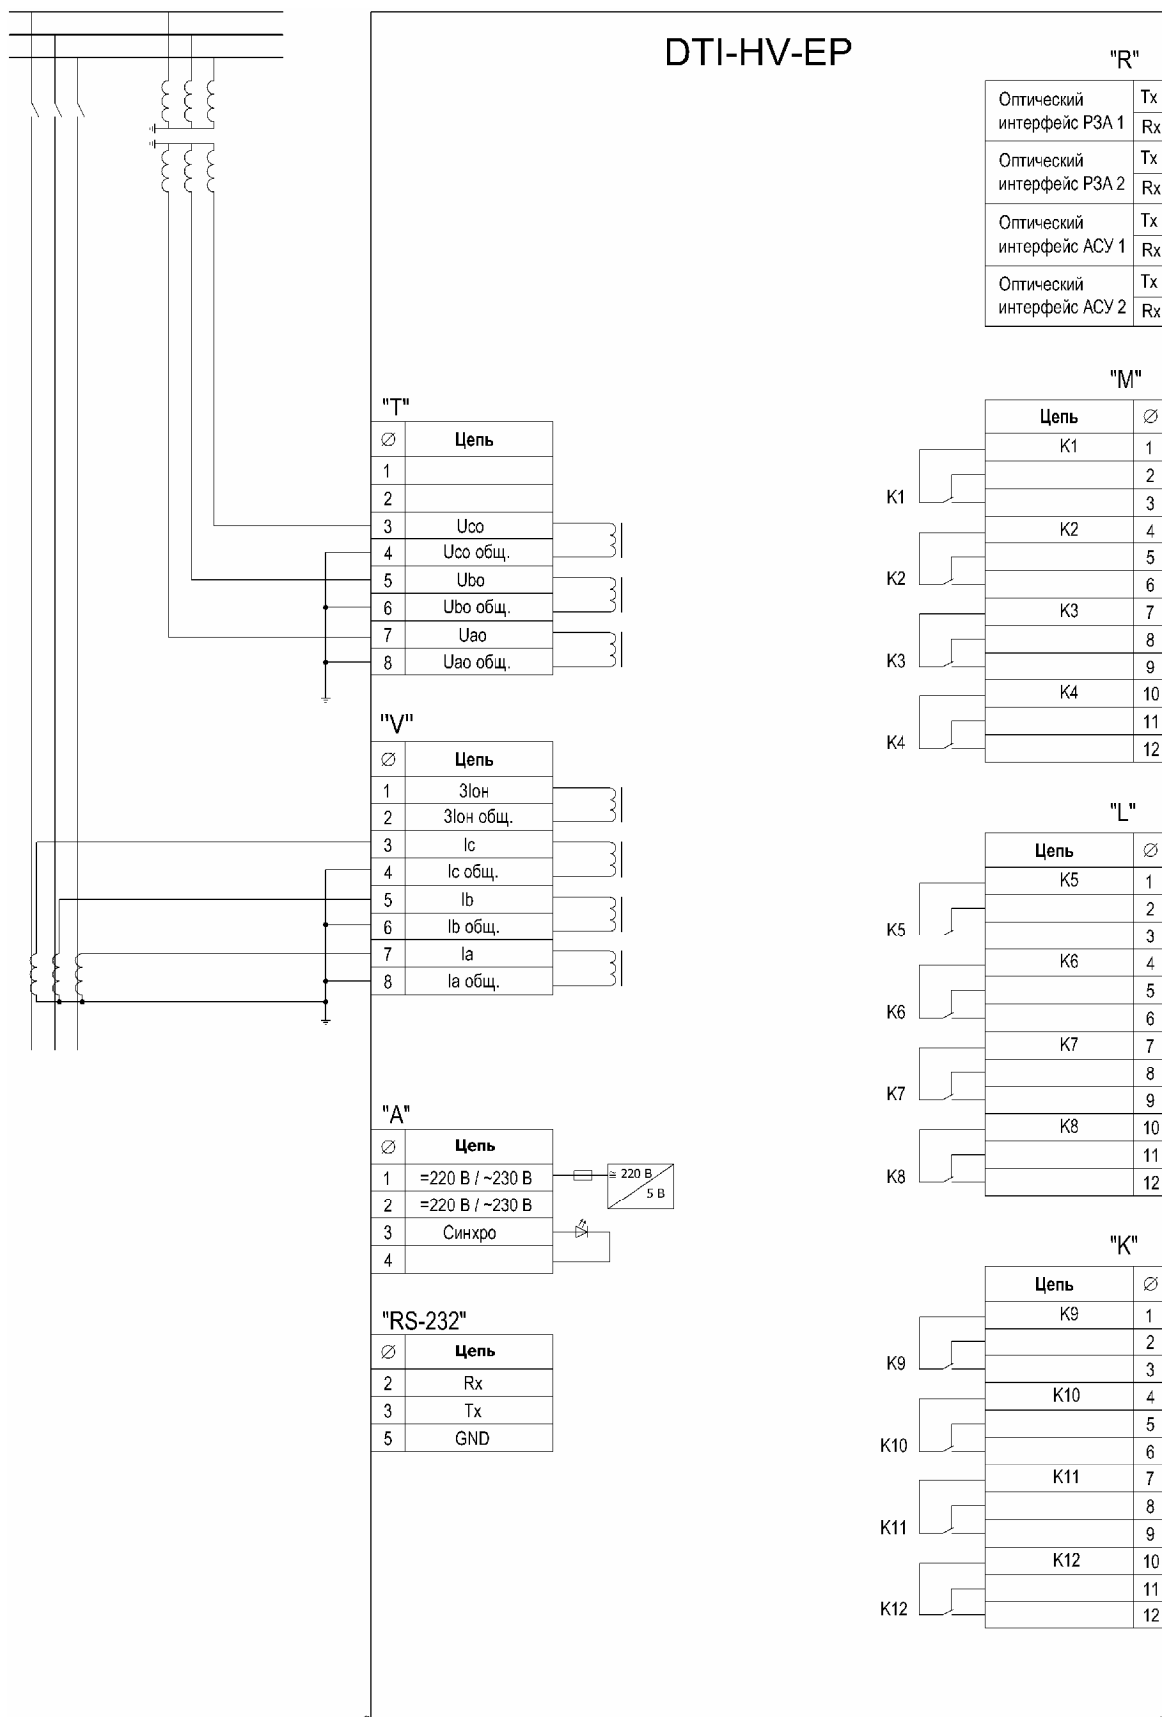 DTI-HV-EP
"R"
Оптический
интерфейс РЗА 1
Tx
Rx
Оптический
интерфейс РЗА 2
Tx
Rx
Оптический
интерфейс АСУ 1
Tx
Rx
Оптический
интерфейс АСУ 2
Tx
Rx
"T"
∅ Цепь
1
2
3 Uco
4 Uco общ.
5 Ubo
6 Ubo общ.
7 Uao
8 Uao общ.
"V"
∅ Цепь
1 3Iон
2 3Iон общ.
3 Ic
4 Ic общ.
5 Ib
6 Ib общ.
7 Ia
8 Ia общ.
"A"
∅ Цепь
1 =220 В / ~230 В
2 =220 В / ~230 В
3 Синхро
4
≅ 220 В
5 В
"RS-232"
∅ Цепь
2 Rx
3 Tx
5 GND
"M"
Цепь ∅
K1 1
2
3
K1
K2 4
5
6
K2
K3 7
8
9
K3
K4 10
11
12
K4
"L"
Цепь ∅
K5 1
2
3
K5
K6 4
5
6
K6
K7 7
8
9
K7
K8 10
11
12
K8
"K"
Цепь ∅
K9 1
2
3
K9
K10 4
5
6
K10
K11 7
8
9
K11
K12 10
11
12
K12